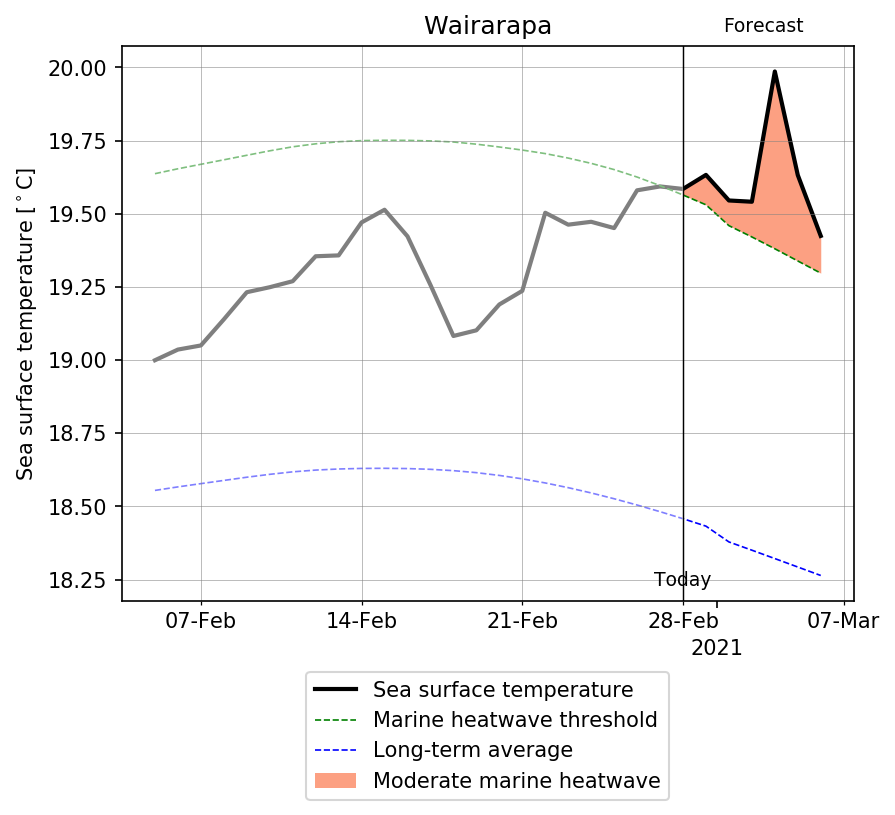 Wairarapa
Forecast
Sea surface temperature [°C]
20.00
19.75
19.50
19.25
19.00
18.75
18.50
18.25
Today
07-Feb
14-Feb
21-Feb
28-Feb
07-Mar
2021
Sea surface temperature
Marine heatwave threshold
Long-term average
Moderate marine heatwave